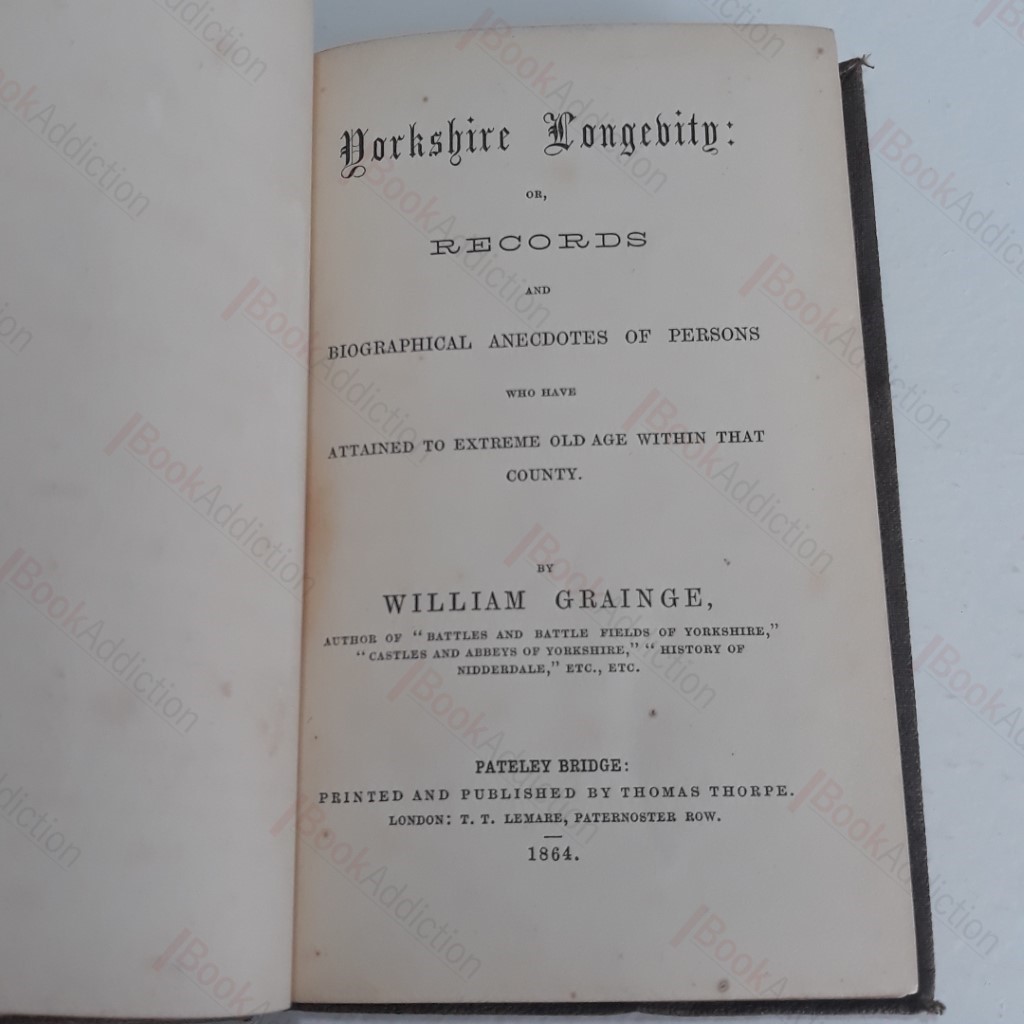 Yorkshire Longevity:
OR,
RECORDS
AND
BIOGRAPHICAL ANECDOTES OF PERSONS
WHO HAVE
ATTAINED TO EXTREME OLD AGE WITHIN THAT
COUNTY.
BY
WILLIAM GRAINGE,
AUTHOR OF "BATTLES AND BATTLE FIELDS OF YORKSHIRE,"
"CASTLES AND ABBEYS OF YORKSHIRE," "HISTORY OF
NIDDERDALE," ETC., ETC.
PATELEY BRIDGE:
PRINTED AND PUBLISHED BY THOMAS THORPE.
LONDON: T. T. LEMARE, PATERNOSTER ROW.
1864.
BookAddiction